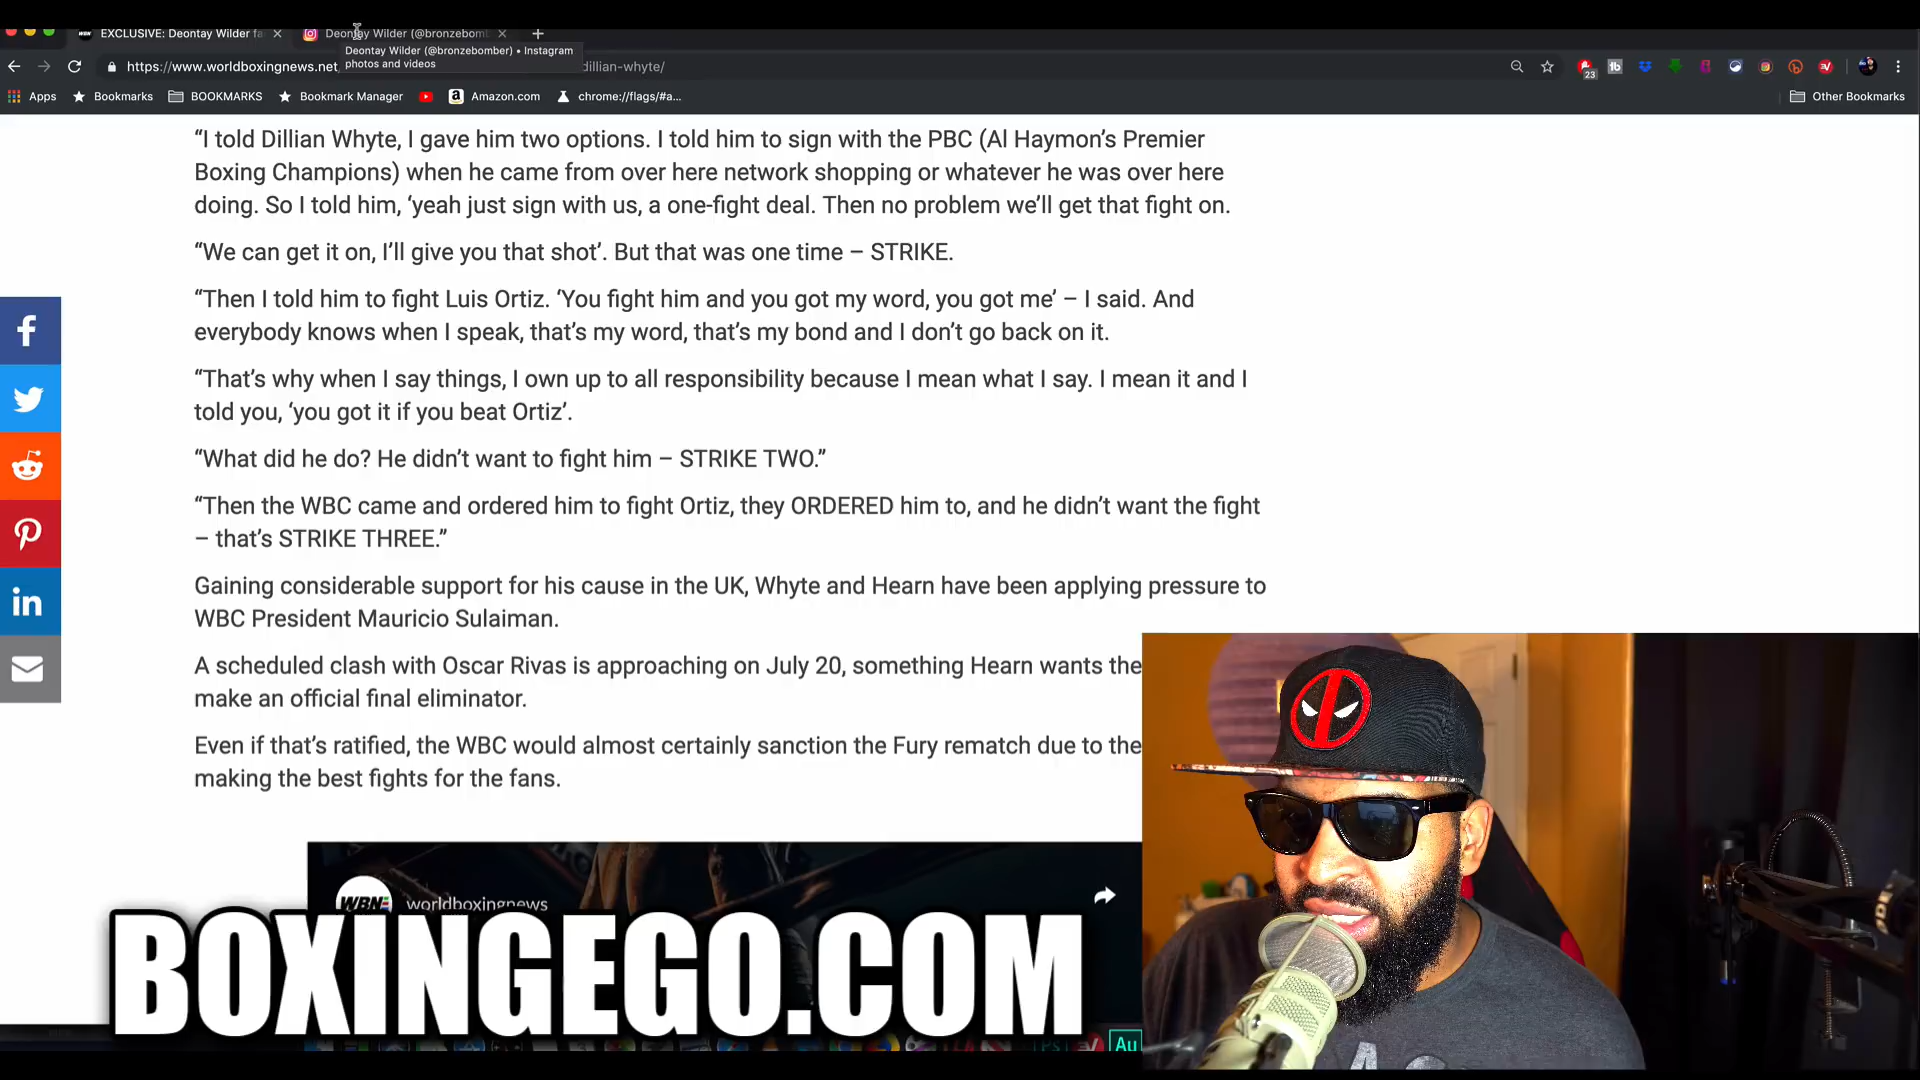 EXCLUSIVE: Deontay Wilder fa
Deontay Wilder (@bronzebomb
Deontay Wilder (@bronzebomber) • Instagram
photos and videos
https://www.worldboxingnews.net/
dillian-whyte/
23
Apps
Bookmarks
BOOKMARKS
Bookmark Manager
Amazon.com
chrome://flags/#a...
Other Bookmarks
“I told Dillian Whyte, I gave him two options. I told him to sign with the PBC (Al Haymon’s Premier
Boxing Champions) when he came from over here network shopping or whatever he was over here
doing. So I told him, ‘yeah just sign with us, a one-fight deal. Then no problem we’ll get that fight on.
“We can get it on, I’ll give you that shot’. But that was one time – STRIKE.
“Then I told him to fight Luis Ortiz. ‘You fight him and you got my word, you got me’ – I said. And
everybody knows when I speak, that’s my word, that’s my bond and I don’t go back on it.
“That’s why when I say things, I own up to all responsibility because I mean what I say. I mean it and I
told you, ‘you got it if you beat Ortiz’.
“What did he do? He didn’t want to fight him – STRIKE TWO.”
“Then the WBC came and ordered him to fight Ortiz, they ORDERED him to, and he didn’t want the fight
– that’s STRIKE THREE.”
Gaining considerable support for his cause in the UK, Whyte and Hearn have been applying pressure to
WBC President Mauricio Sulaiman.
A scheduled clash with Oscar Rivas is approaching on July 20, something Hearn wants the
make an official final eliminator.
Even if that’s ratified, the WBC would almost certainly sanction the Fury rematch due to the
making the best fights for the fans.
WBN
worldboxingnews
BOXINGEGO.COM
Ps
Au